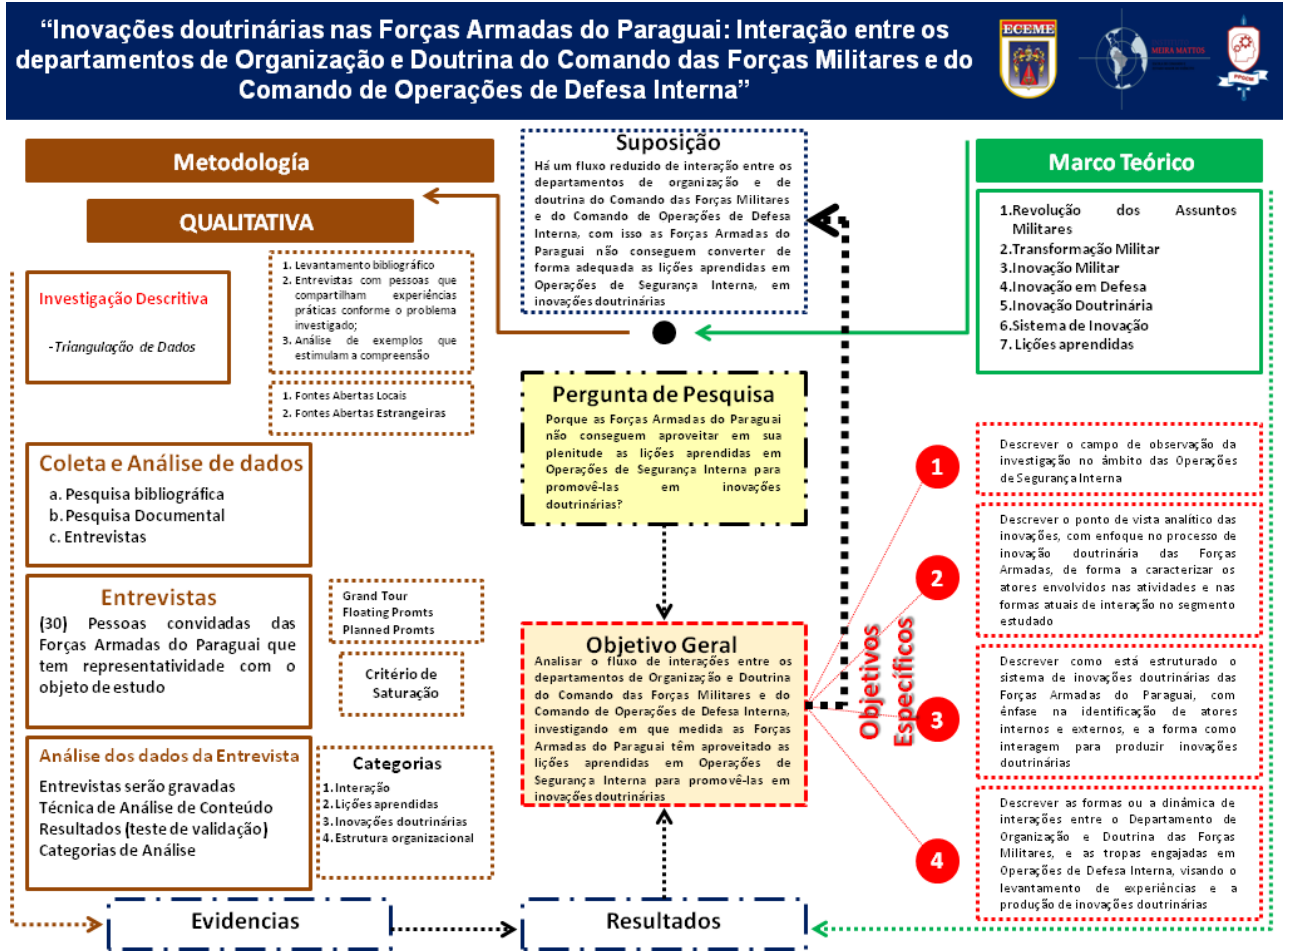 “Inovações doutrinárias nas Forças Armadas do Paraguai: Interação entre os
departamentos de Organização e Doutrina do Comando das Forças Militares e do
Comando de Operações de Defesa Interna”
ECEME
MEIRA MATTOS
PPGCM
Metodología
QUALITATIVA
Investigação Descritiva
-Triangulação de Dados
1. Levantamento bibliográfico
2. Entrevistas com pessoas que
compartilham experiências
práticas conforme o problema
investigado;
3. Análise de exemplos que
estimulam a compreensão
1. Fontes Abertas Locais
2. Fontes Abertas Estrangeiras
Coleta e Análise de dados
a. Pesquisa bibliográfica
b. Pesquisa Documental
c. Entrevistas
Entrevistas
(30) Pessoas convidadas das
Forças Armadas do Paraguai que
tem representatividade com o
objeto de estudo
Grand Tour
Floating Promts
Planned Promts
Critério de
Saturação
Análise dos dados da Entrevista
Entrevistas serão gravadas
Técnica de Análise de Conteúdo
Resultados (teste de validação)
Categorias de Análise
Categorias
1. Interação
2. Lições aprendidas
3. Inovações doutrinárias
4. Estrutura organizacional
Evidencias
Suposição
Há um fluxo reduzido de interação entre os
departamentos de organização e de
doutrina do Comando das Forças Militares
e do Comando de Operações de Defesa
Interna, com isso as Forças Armadas do
Paraguai não conseguem converter de
forma adequada as lições aprendidas em
Operações de Segurança Interna, em
inovações doutrinárias
Pergunta de Pesquisa
Porque as Forças Armadas do Paraguai
não conseguem aproveitar em sua
plenitude as lições aprendidas em
Operações de Segurança Interna para
promovê-las em inovações
doutrinárias?
Objetivo Geral
Analisar o fluxo de interações entre os
departamentos de Organização e Doutrina
do Comando das Forças Militares e do
Comando de Operações de Defesa Interna,
investigando em que medida as Forças
Armadas do Paraguai têm aproveitado as
lições aprendidas em Operações de
Segurança Interna para promovê-las em
inovações doutrinárias
Resultados
Marco Teórico
1.Revolução dos Assuntos
Militares
2.Transformação Militar
3.Inovação Militar
4.Inovação em Defesa
5.Inovação Doutrinária
6.Sistema de Inovação
7. Lições aprendidas
Objetivos
Específicos
1
Descrever o campo de observação da
investigação no âmbito das Operações
de Segurança Interna
2
Descrever o ponto de vista analítico das
inovações, com enfoque no processo de
inovação doutrinária das Forças
Armadas, de forma a caracterizar os
atores envolvidos nas atividades e nas
formas atuais de interação no segmento
estudado
3
Descrever como está estruturado o
sistema de inovações doutrinárias das
Forças Armadas do Paraguai, com
ênfase na identificação de atores
internos e externos, e a forma como
interagem para produzir inovações
doutrinárias
4
Descrever as formas ou a dinámica de
interações entre o Departamento de
Organização e Doutrina das Forças
Militares, e as tropas engajadas em
Operações de Defesa Interna, visando o
levantamento de experiências e a
produção de inovações doutrinárias